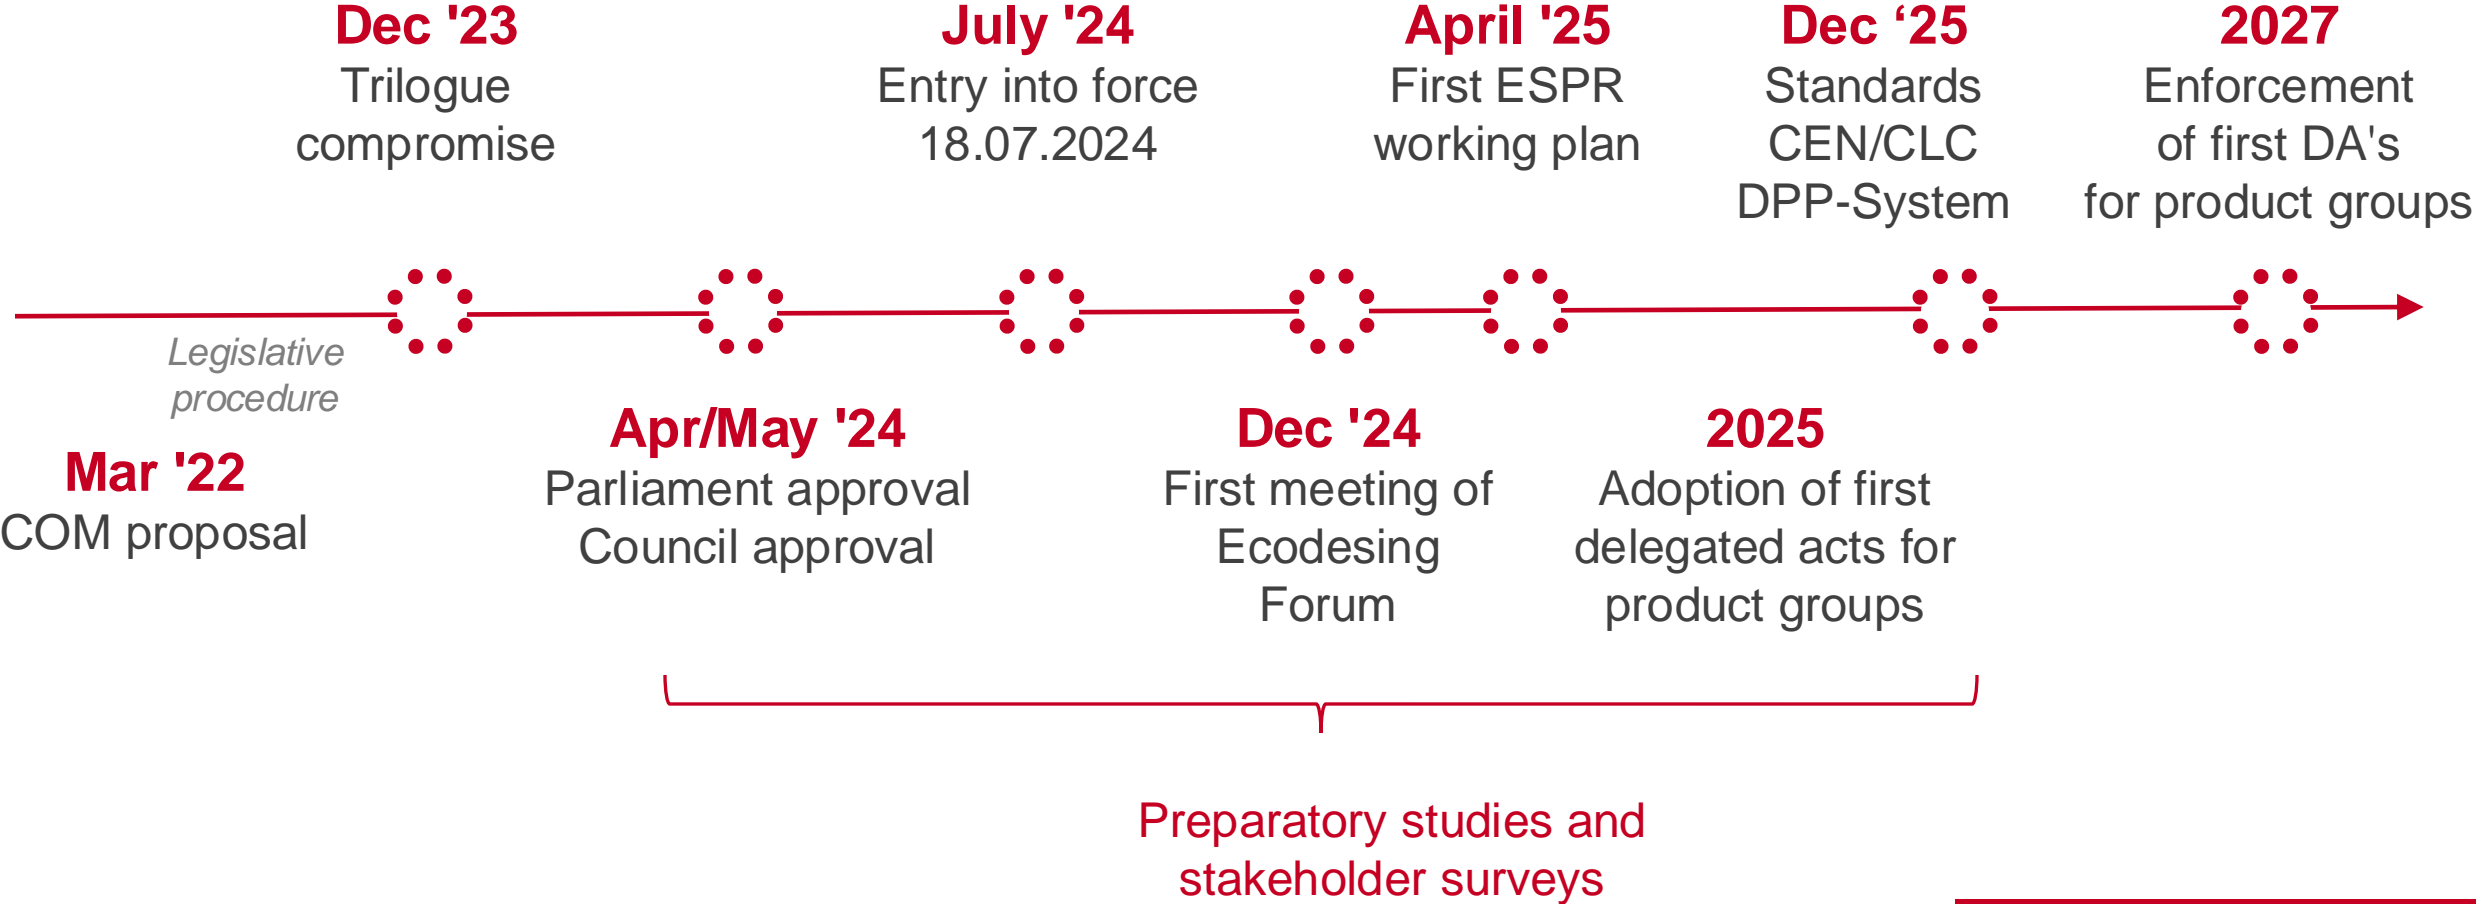 Dec '23
Trilogue
compromise
July '24
Entry into force
18.07.2024
April '25
First ESPR
working plan
Dec ‘25
Standards
CEN/CLC
DPP-System
2027
Enforcement
of first DA's
for product groups
Legislative
procedure
Mar '22
COM proposal
Apr/May '24
Parliament approval
Council approval
Dec '24
First meeting of
Ecodesing
Forum
2025
Adoption of first
delegated acts for
product groups
Preparatory studies and
stakeholder surveys